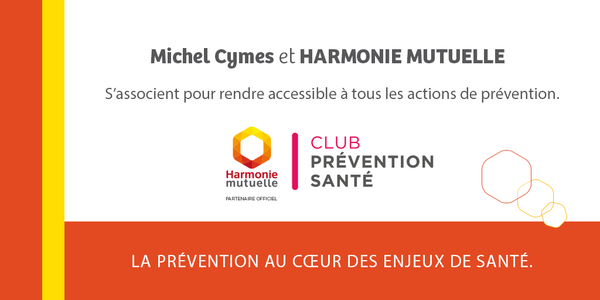 Michel Cymes et HARMONIE MUTUELLE
S'associent pour rendre accessible à tous les actions de prévention.
Harmonie
mutuelle
PARTENAIRE OFFICIEL
CLUB
PRÉVENTION
SANTÉ
LA PRÉVENTION AU CŒUR DES ENJEUX DE SANTÉ.